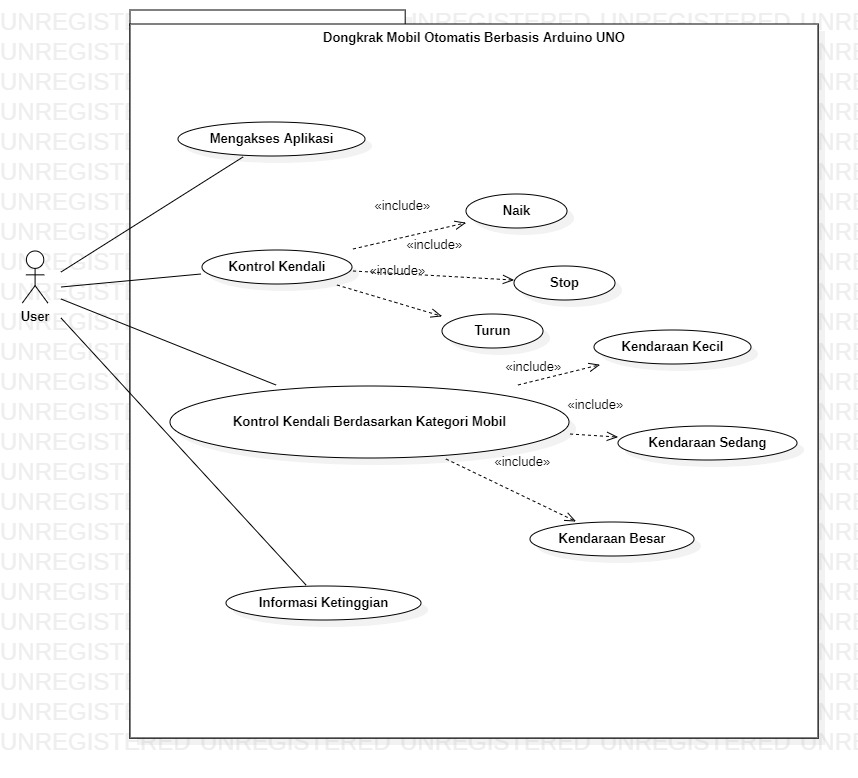 Dongkrak Mobil Otomatis Berbasis Arduino UNO
Mengakses Aplikasi
«include»
Naik
«include»
Kontrol Kendali
«include»
Stop
User
Turun
Kendaraan Kecil
«include»
«include»
Kontrol Kendali Berdasarkan Kategori Mobil
Kendaraan Sedang
«include»
Kendaraan Besar
Informasi Ketinggian
UNREGISTERED UNREGISTERED UNREGISTERED UNRE